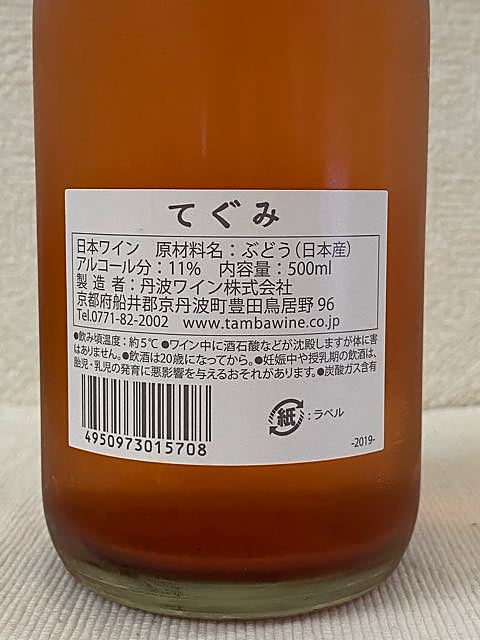 てぐみ
日本ワイン 原材料名：ぶどう（日本産）
アルコール分：11% 内容量：500ml
製造者：丹波ワイン株式会社
京都府船井郡京丹波町豊田鳥居野 96
Tel.0771-82-2002 www.tambawine.co.jp
●飲み頃温度：約5℃●ワイン中に酒石酸などが沈殿しますが体に害
はありません。●飲酒は20歳になってから。●妊娠中や授乳期の飲酒は、
胎児・乳児の発育に悪影響を与えるおそれがあります。●炭酸ガス含有
紙：ラベル
4950973015708
-2019-